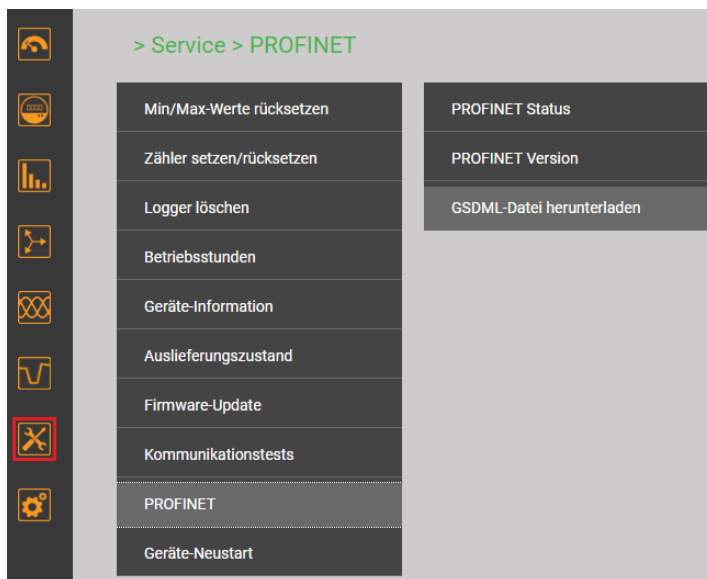 > Service > PROFINET
Min/Max-Werte rücksetzen
Zähler setzen/rücksetzen
Logger löschen
Betriebsstunden
Geräte-Information
Auslieferungszustand
Firmware-Update
Kommunikationstests
PROFINET
Geräte-Neustart
PROFINET Status
PROFINET Version
GSDML-Datei herunterladen